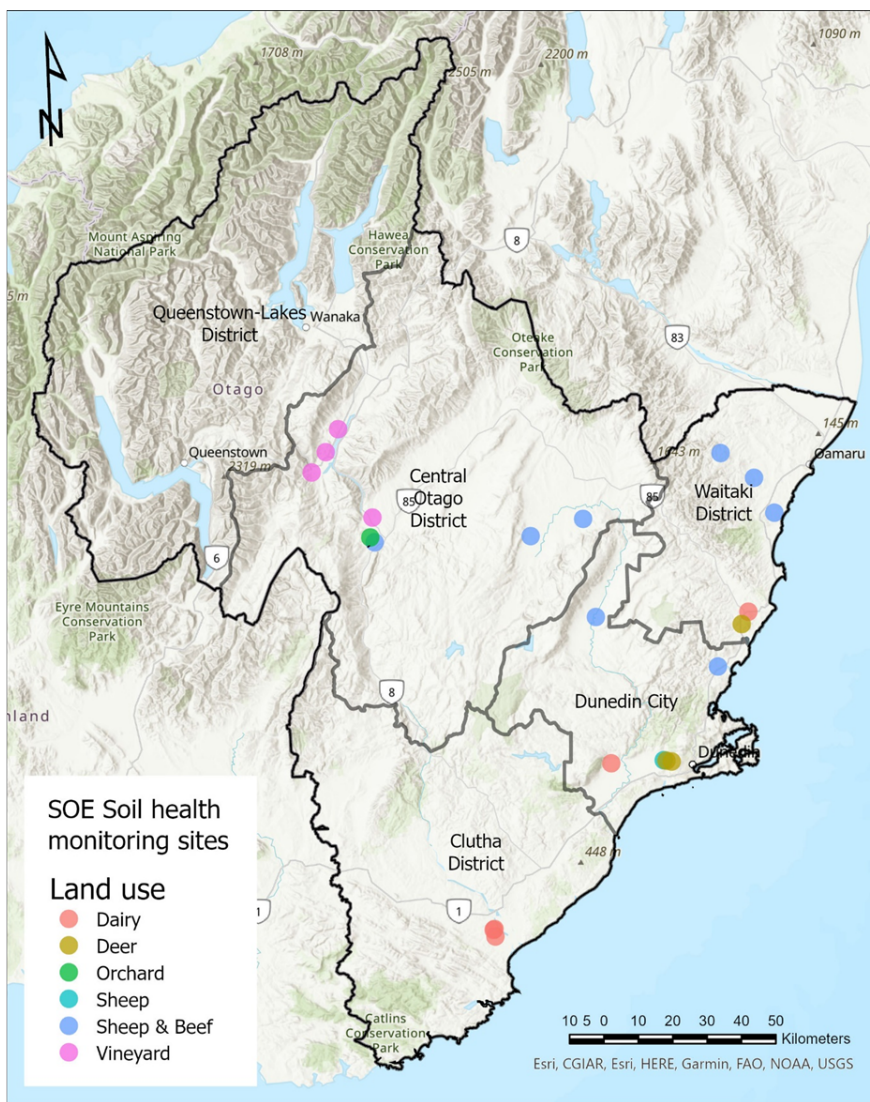 N
1708 m
2200 m
1090 m
2505 m
Mount Aspiring
National Park
Hawea
Conservation
Park
8
5 m
Queenstown-Lakes
District
Wanaka
Oteake
Conservation
Park
83
Otago
145 m
1643 m
Oamaru
Queenstown
2319 m
Central
Otago
District
85
85
Waitaki
District
6
Eyre Mountains
Conservation
Park
8
Dunedin City
nland
Dunedin
SOE Soil health
monitoring sites
Clutha
District
448 m
Land use
1
1
Dairy
Deer
Orchard
Sheep
Sheep & Beef
Vineyard
Catlins
Conservation
Park
10 5 0 10 20 30 40 50
Kilometers
Esri, CGIAR, Esri, HERE, Garmin, FAO, NOAA, USGS